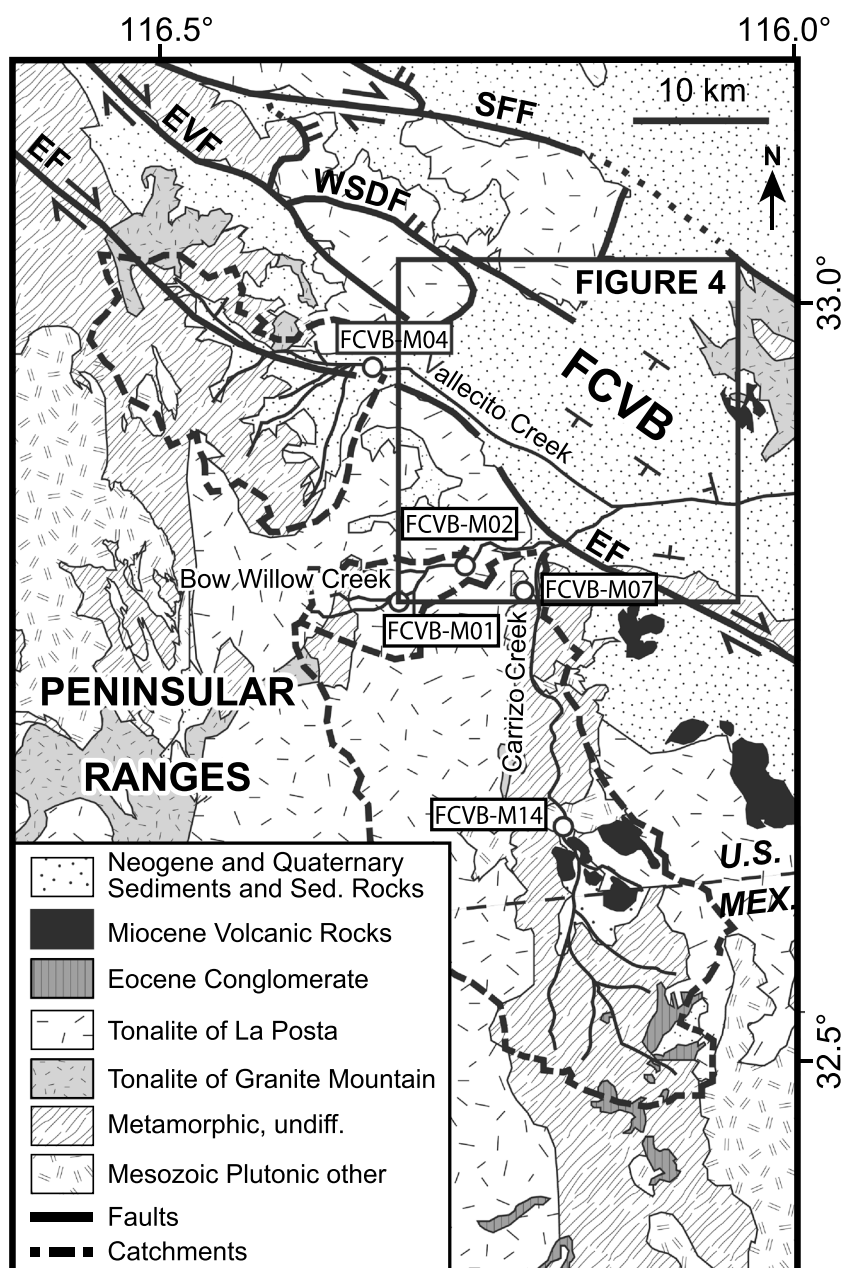 116.5°
116.0°
SFF
10 km
EVF
EF
WSDF
N
FIGURE 4
33.0°
FCVB-M04
FCVB
allecito Creek
FCVB-M02
EF
Bow Willow Creek
FCVB-M07
FCVB-M01
Carrizo Creek
PENINSULAR
RANGES
FCVB-M14
U.S.
MEX.
32.5°
Neogene and Quaternary
Sediments and Sed. Rocks
Miocene Volcanic Rocks
Eocene Conglomerate
Tonalite of La Posta
Tonalite of Granite Mountain
Metamorphic, undiff.
Mesozoic Plutonic other
Faults
Catchments